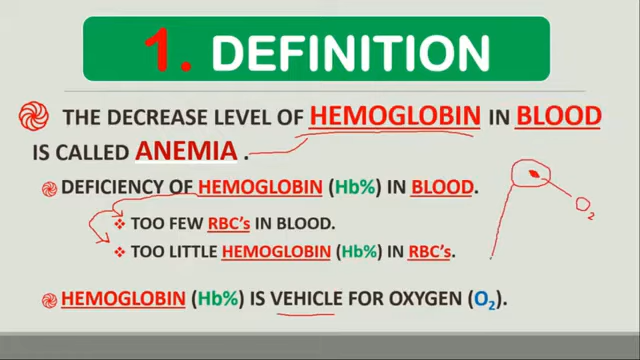 1. DEFINITION
THE DECREASE LEVEL OF HEMOGLOBIN IN BLOOD
IS CALLED ANEMIA .
DEFICIENCY OF HEMOGLOBIN (Hb%) IN BLOOD.
TOO FEW RBC's IN BLOOD.
TOO LITTLE HEMOGLOBIN (Hb%) IN RBC's.
O2
HEMOGLOBIN (Hb%) IS VEHICLE FOR OXYGEN (O2).